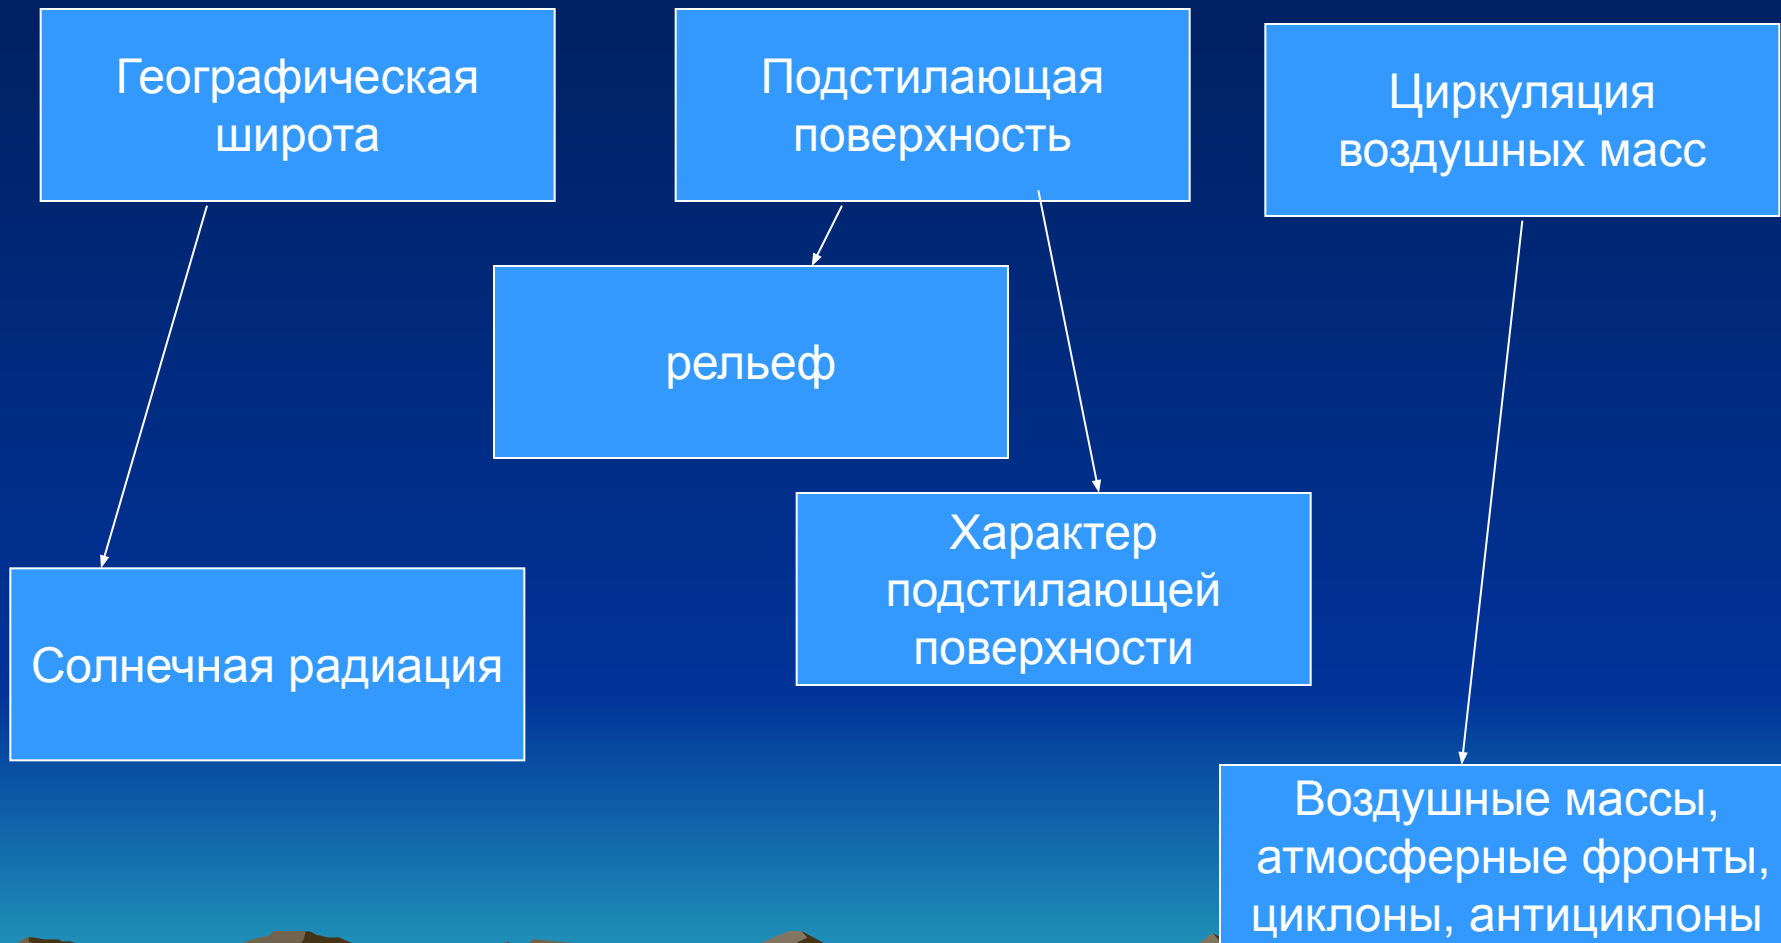 Географическая
широта
Подстилающая
поверхность
Циркуляция
воздушных масс
рельеф
Характер
подстилающей
поверхности
Солнечная радиация
Воздушные массы,
атмосферные фронты,
циклоны, антициклоны